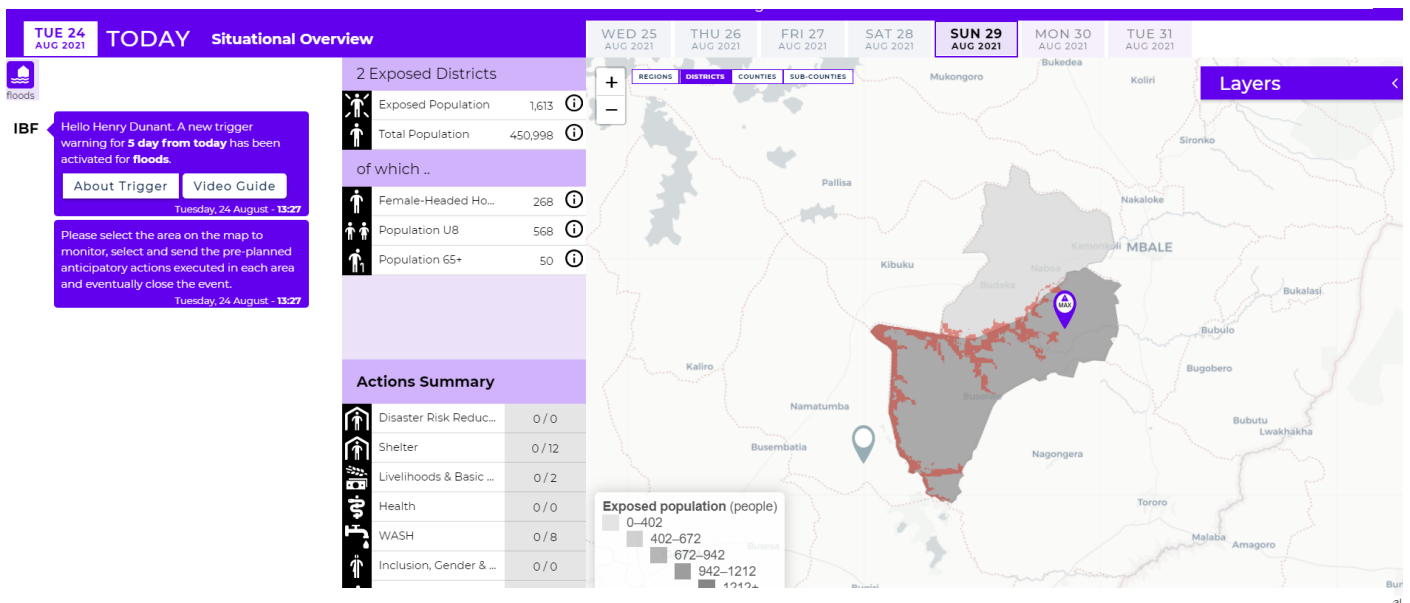 TUE 24
AUG 2021
TODAY
Situational Overview
WED 25
AUG 2021
THU 26
AUG 2021
FRI 27
AUG 2021
SAT 28
AUG 2021
SUN 29
AUG 2021
MON 30
AUG 2021
TUE 31
AUG 2021
floods
IBF
Hello Henry Dunant. A new trigger
warning for 5 day from today has been
activated for floods.
About Trigger
Video Guide
Tuesday, 24 August - 13:27
Please select the area on the map to
monitor, select and send the pre-planned
anticipatory actions executed in each area
and eventually close the event.
Tuesday, 24 August - 13:27
2 Exposed Districts
Exposed Population 1,613
Total Population 450,998
of which ..
Female-Headed Ho... 268
Population U8 568
Population 65+ 50
Actions Summary
Disaster Risk Reduc... 0 / 0
Shelter 0 / 12
Livelihoods & Basic ... 0 / 2
Health 0 / 0
WASH 0 / 8
Inclusion, Gender & ... 0 / 0
+
−
REGIONS DISTRICTS COUNTIES SUB-COUNTIES
Layers
Bukedea
Mukongoro
Koliri
Sironko
Pallisa
Nakaloke
Kamonkoli
MBALE
Kibuku
Naboa
Budaka
Bukalasi
MAX
Bubulo
Kaliro
Bugobero
Busolwe
Namatumba
Bubutu
Lwakhakha
Busembatia
Nagongera
Tororo
Malaba
Amagoro
Busesa
Bugiri
Bun
Exposed population (people)
0–402
402–672
672–942
942–1212
1212+